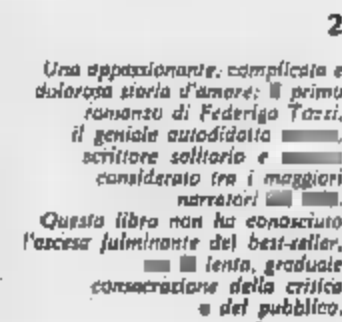 2
Una appassionante, complicata e
dolorosa storia d'amore; primo
romanzo di Federigo Tozzi,
il geniale autodidatta
scrittore solitario e
considerato tra i maggiori
narratori
Questo libro non ha conosciuto
l'ascesa fulminante del best-seller,
lenta, graduale
consacrazione della critica
e del pubblico.